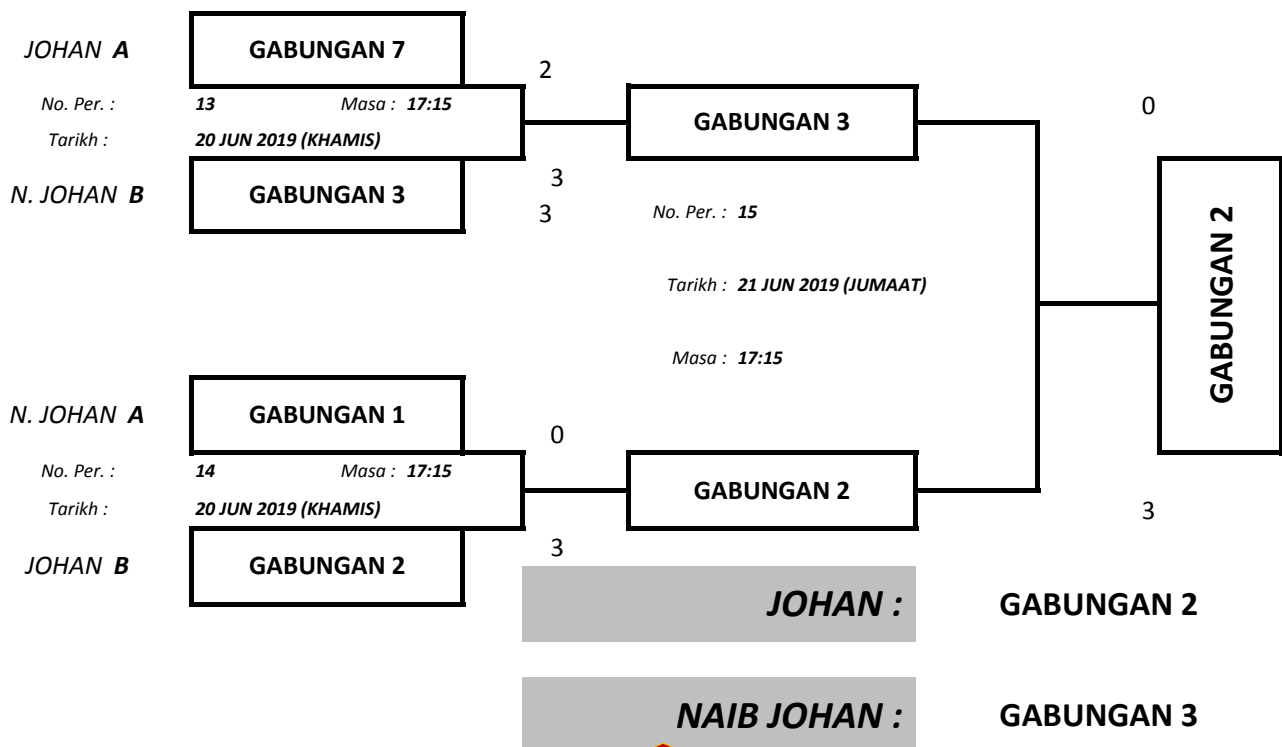 JOHAN A
GABUNGAN 7
2
No. Per. : 13 Masa : 17:15
Tarikh : 20 JUN 2019 (KHAMIS)
GABUNGAN 3
0
N. JOHAN B
GABUNGAN 3
3
3
No. Per. : 15
Tarikh : 21 JUN 2019 (JUMAAT)
Masa : 17:15
GABUNGAN 2
N. JOHAN A
GABUNGAN 1
0
No. Per. : 14 Masa : 17:15
Tarikh : 20 JUN 2019 (KHAMIS)
GABUNGAN 2
3
JOHAN B
GABUNGAN 2
3
JOHAN : GABUNGAN 2
NAIB JOHAN : GABUNGAN 3